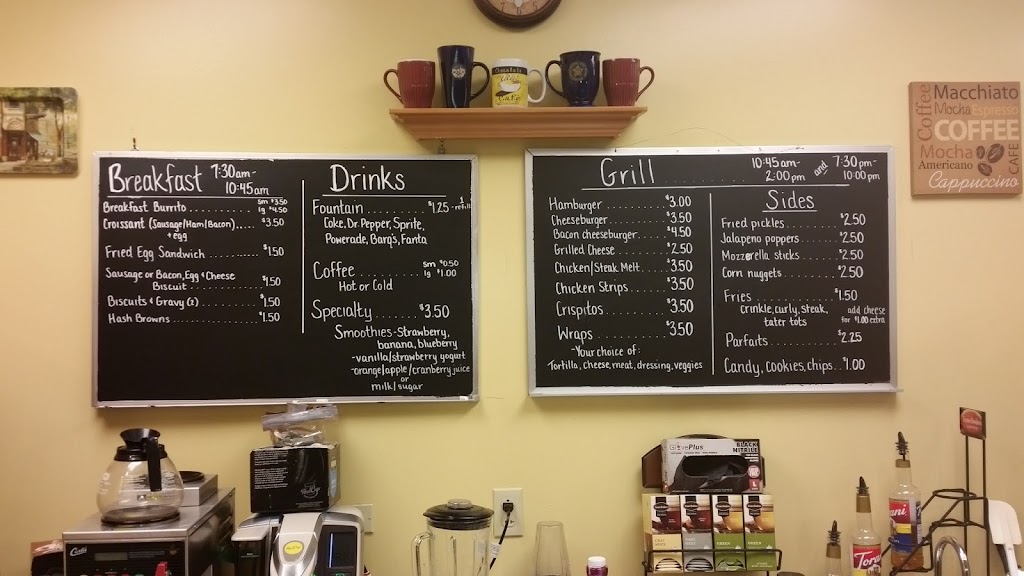 Breakfast 7:30am-
10:45am
Breakfast Burrito sm $3.50
lg $4.50
Croissant (Sausage/Ham/Bacon) $3.50
+ egg
Fried Egg Sandwich $1.50
Sausage or Bacon, Egg & Cheese
Biscuit $1.50
Biscuits & Gravy (2) $1.50
Hash Browns $1.50
Drinks
Fountain $1.25
Coke, Dr. Pepper, Sprite,
Powerade, Barq's, Fanta
Coffee sm $0.50
lg $1.00
Hot or Cold
Specialty $3.50
Smoothies - Strawberry,
banana, blueberry
-vanilla/strawberry yogurt
-orange/apple/cranberry juice
or
milk/sugar
Grill 10:45am-
2:00pm and 7:30pm-
10:00pm
Hamburger $3.00
Cheeseburger $3.50
Bacon cheeseburger $4.50
Grilled Cheese $2.50
Chicken/Steak Melt $3.50
Chicken Strips $3.50
Crispitos $3.50
Wraps $3.50
-Your choice of:
Tortilla, cheese, meat, dressing, veggies
Sides
Fried pickles $2.50
Jalapeno poppers $2.50
Mozzerella sticks $2.50
Corn nuggets $2.50
Fries $1.50
Crinkle, curly, steak,
tater tots
add cheese
for $1.00 extra
Parfaits $2.25
Candy, cookies, chips $1.00
Coffee
Macchiato
Mocha Espresso
COFFEE
Mocha
Americano
CAFE
Cappuccino
GlovePlus
BLACK
NITRILE
Curtis
GREEN
GREEN
Torani